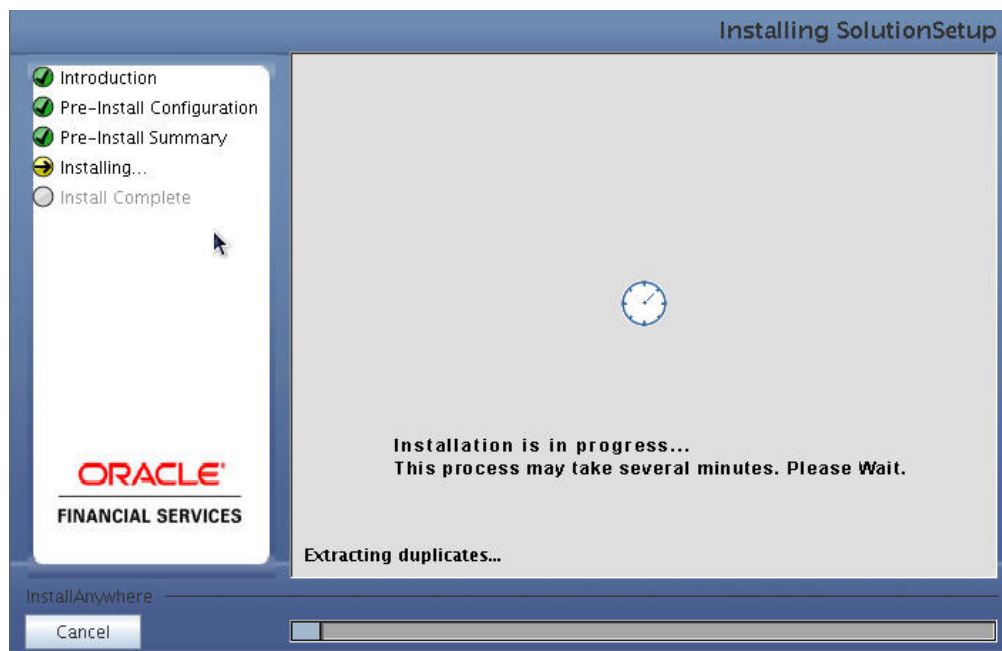 Installing SolutionSetup
Introduction
Pre-Install Configuration
Pre-Install Summary
Installing...
Install Complete
ORACLE'
FINANCIAL SERVICES
Installation is in progress...
This process may take several minutes. Please Wait.
Extracting duplicates...
InstallAnywhere
Cancel